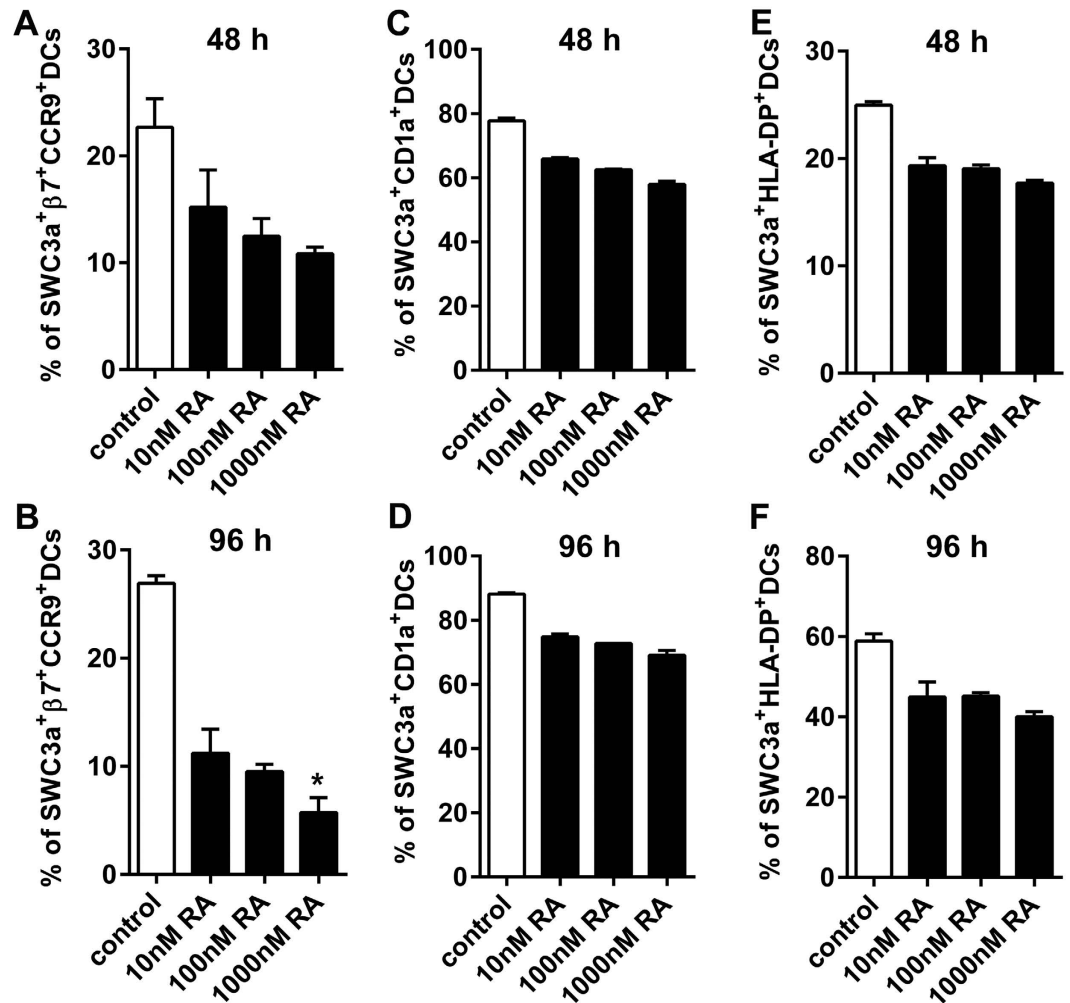 A
48 h
% of SWC3a⁺β7⁺CCR9⁺DCs
30
20
10
0
control
10nM RA
100nM RA
1000nM RA
C
48 h
% of SWC3a⁺CD1a⁺DCs
100
80
60
40
20
0
control
10nM RA
100nM RA
1000nM RA
E
48 h
% of SWC3a⁺HLA-DP⁺DCs
30
20
10
0
control
10nM RA
100nM RA
1000nM RA
B
96 h
% of SWC3a⁺β7⁺CCR9⁺DCs
30
20
10
0
*
control
10nM RA
100nM RA
1000nM RA
D
96 h
% of SWC3a⁺CD1a⁺DCs
100
80
60
40
20
0
control
10nM RA
100nM RA
1000nM RA
F
96 h
% of SWC3a⁺HLA-DP⁺DCs
80
60
40
20
0
control
10nM RA
100nM RA
1000nM RA